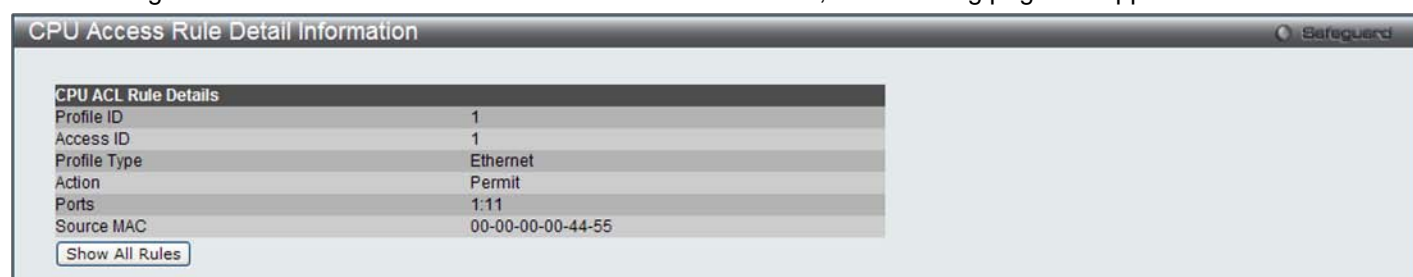 CPU Access Rule Detail Information
Safeguard
CPU ACL Rule Details
Profile ID 1
Access ID 1
Profile Type Ethernet
Action Permit
Ports 1:11
Source MAC 00-00-00-00-44-55
Show All Rules